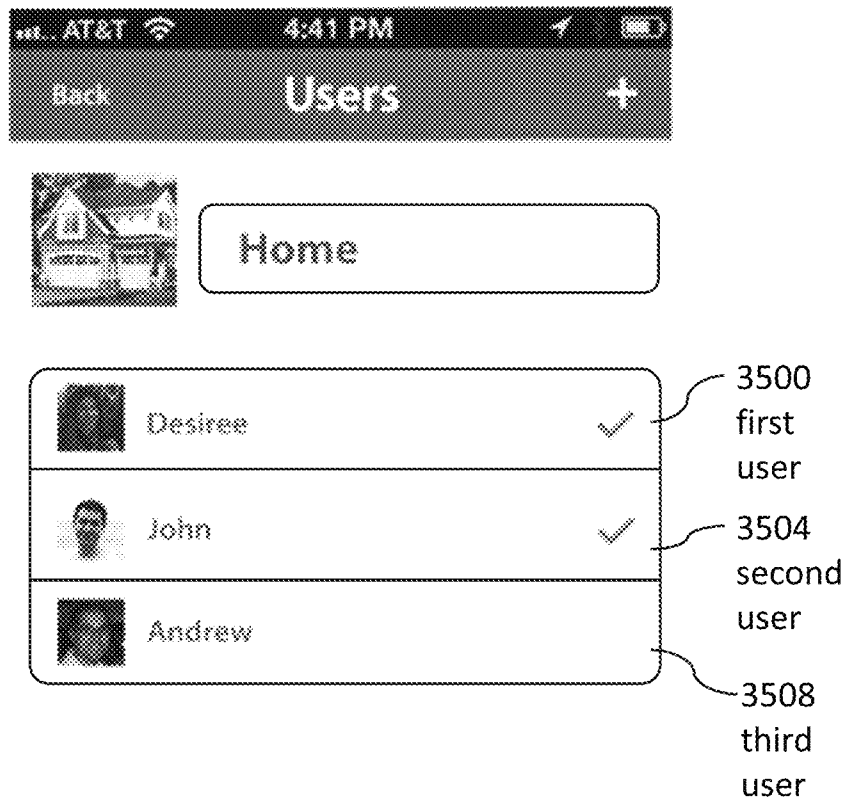 AT&T 4:41 PM
Back Users +
Home
Desiree
John
Andrew
3500
first
user
3504
second
user
3508
third
user